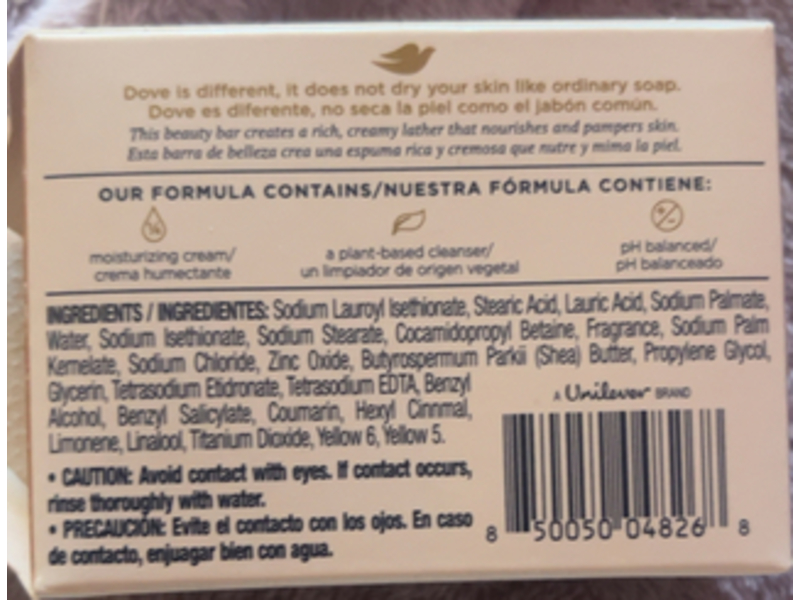 Dove is different, it does not dry your skin like ordinary soap.
Dove es diferente, no seca la piel como el jabón común.
This beauty bar creates a rich, creamy lather that nourishes and pampers skin.
Esta barra de belleza crea una espuma rica y cremosa que nutre y mima la piel.
OUR FORMULA CONTAINS/NUESTRA FÓRMULA CONTIENE:
¼
moisturizing cream/
crema humectante
a plant-based cleanser/
un limpiador de origen vegetal
pH balanced/
pH balanceado
INGREDIENTS / INGREDIENTES: Sodium Lauroyl Isethionate, Stearic Acid, Lauric Acid, Sodium Palmate,
Water, Sodium Isethionate, Sodium Stearate, Cocamidopropyl Betaine, Fragrance, Sodium Palm
Kernelate, Sodium Chloride, Zinc Oxide, Butyrospermum Parkii (Shea) Butter, Propylene Glycol,
Glycerin, Tetrasodium Etidronate, Tetrasodium EDTA, Benzyl
Alcohol, Benzyl Salicylate, Coumarin, Hexyl Cinnmal,
Limonene, Linalool, Titanium Dioxide, Yellow 6, Yellow 5.
A Unilever BRAND
• CAUTION: Avoid contact with eyes. If contact occurs,
rinse thoroughly with water.
• PRECAUCIÓN: Evite el contacto con los ojos. En caso
de contacto, enjuagar bien con agua.
8 50050 04826 8